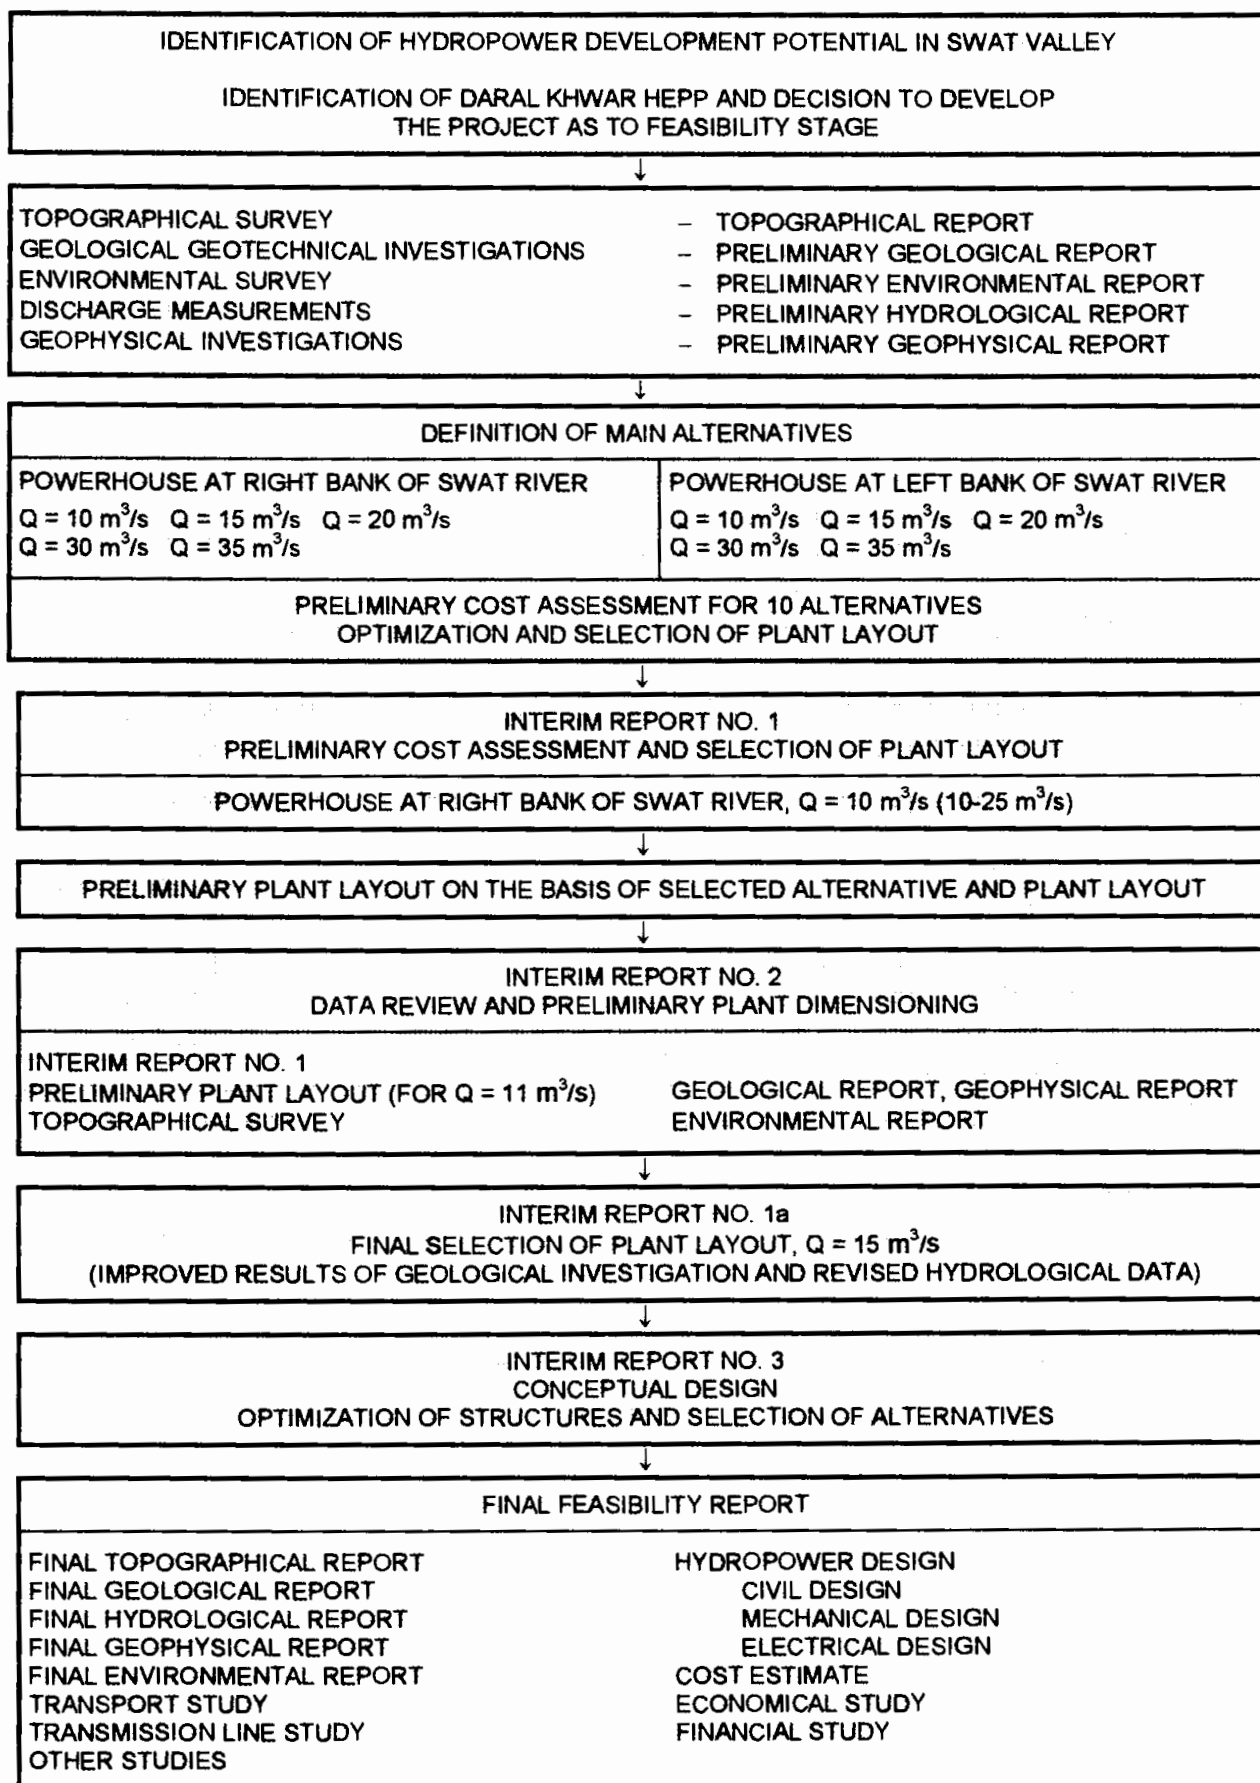 IDENTIFICATION OF HYDROPOWER DEVELOPMENT POTENTIAL IN SWAT VALLEY
IDENTIFICATION OF DARAL KHWAR HEPP AND DECISION TO DEVELOP
THE PROJECT AS TO FEASIBILITY STAGE
↓
TOPOGRAPHICAL SURVEY – TOPOGRAPHICAL REPORT
GEOLOGICAL GEOTECHNICAL INVESTIGATIONS – PRELIMINARY GEOLOGICAL REPORT
ENVIRONMENTAL SURVEY – PRELIMINARY ENVIRONMENTAL REPORT
DISCHARGE MEASUREMENTS – PRELIMINARY HYDROLOGICAL REPORT
GEOPHYSICAL INVESTIGATIONS – PRELIMINARY GEOPHYSICAL REPORT
↓
DEFINITION OF MAIN ALTERNATIVES
POWERHOUSE AT RIGHT BANK OF SWAT RIVER
Q = 10 m³/s Q = 15 m³/s Q = 20 m³/s
Q = 30 m³/s Q = 35 m³/s
POWERHOUSE AT LEFT BANK OF SWAT RIVER
Q = 10 m³/s Q = 15 m³/s Q = 20 m³/s
Q = 30 m³/s Q = 35 m³/s
PRELIMINARY COST ASSESSMENT FOR 10 ALTERNATIVES
OPTIMIZATION AND SELECTION OF PLANT LAYOUT
↓
INTERIM REPORT NO. 1
PRELIMINARY COST ASSESSMENT AND SELECTION OF PLANT LAYOUT
POWERHOUSE AT RIGHT BANK OF SWAT RIVER, Q = 10 m³/s (10-25 m³/s)
↓
PRELIMINARY PLANT LAYOUT ON THE BASIS OF SELECTED ALTERNATIVE AND PLANT LAYOUT
↓
INTERIM REPORT NO. 2
DATA REVIEW AND PRELIMINARY PLANT DIMENSIONING
INTERIM REPORT NO. 1
PRELIMINARY PLANT LAYOUT (FOR Q = 11 m³/s)
TOPOGRAPHICAL SURVEY
GEOLOGICAL REPORT, GEOPHYSICAL REPORT
ENVIRONMENTAL REPORT
↓
INTERIM REPORT NO. 1a
FINAL SELECTION OF PLANT LAYOUT, Q = 15 m³/s
(IMPROVED RESULTS OF GEOLOGICAL INVESTIGATION AND REVISED HYDROLOGICAL DATA)
↓
INTERIM REPORT NO. 3
CONCEPTUAL DESIGN
OPTIMIZATION OF STRUCTURES AND SELECTION OF ALTERNATIVES
↓
FINAL FEASIBILITY REPORT
FINAL TOPOGRAPHICAL REPORT
FINAL GEOLOGICAL REPORT
FINAL HYDROLOGICAL REPORT
FINAL GEOPHYSICAL REPORT
FINAL ENVIRONMENTAL REPORT
TRANSPORT STUDY
TRANSMISSION LINE STUDY
OTHER STUDIES
HYDROPOWER DESIGN
CIVIL DESIGN
MECHANICAL DESIGN
ELECTRICAL DESIGN
COST ESTIMATE
ECONOMICAL STUDY
FINANCIAL STUDY